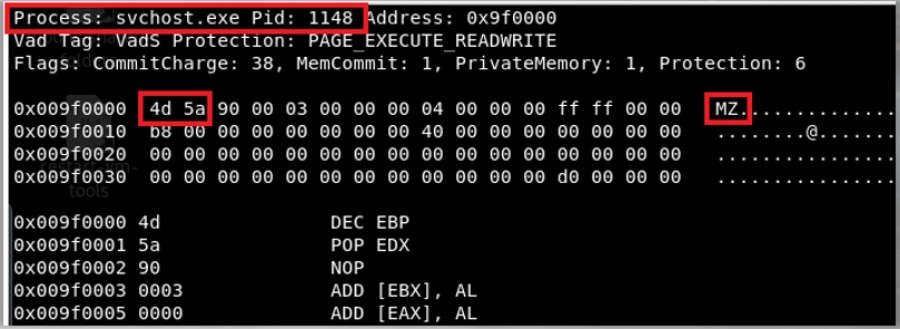 Process: svchost.exe Pid: 1148 Address: 0x9f0000
Vad Tag: VadS Protection: PAGE_EXECUTE_READWRITE
Flags: CommitCharge: 38, MemCommit: 1, PrivateMemory: 1, Protection: 6
0x009f0000 4d 5a 90 00 03 00 00 00 04 00 00 00 ff ff 00 00 MZ..............
0x009f0010 b8 00 00 00 00 00 00 00 40 00 00 00 00 00 00 00 ........@.......
0x009f0020 00 00 00 00 00 00 00 00 00 00 00 00 00 00 00 00 ................
0x009f0030 00 00 00 00 00 00 00 00 00 00 00 00 d0 00 00 00 ................
restart-vm-
tools
0x009f0000 4d DEC EBP
0x009f0001 5a POP EDX
0x009f0002 90 NOP
0x009f0003 0003 ADD [EBX], AL
0x009f0005 0000 ADD [EAX], AL